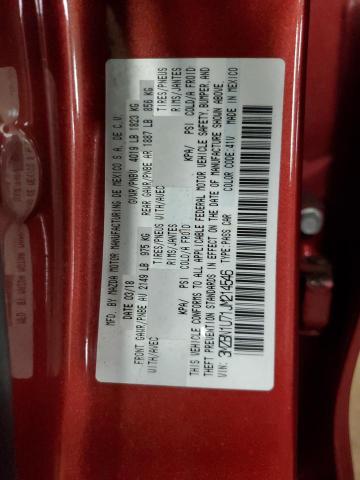 MFD. BY MAZDA MOTOR MANUFACTURING DE MEXICO S.A. DE C.V.
DATE 03/18 GVWR/PNBV 4019 LB 1823 KG
FRONT GAWR/PNBE AV 2149 LB 975 KG REAR GAWR/PNBE AR 1887 LB 856 KG
WITH/AVEC TIRES/PNEUS WITH/AVEC TIRES/PNEUS
RIMS/JANTES RIMS/JANTES
KPA/ PSI COLD/A FROID KPA/ PSI COLD/A FROID
THIS VEHICLE CONFORMS TO ALL APPLICABLE FEDERAL MOTOR VEHICLE SAFETY, BUMPER, AND
THEFT PREVENTION STANDARDS IN EFFECT ON THE DATE OF MANUFACTURE SHOWN ABOVE.
COLOR CODE:41V MADE IN MEXICO
VIN: TYPE:PASS CAR